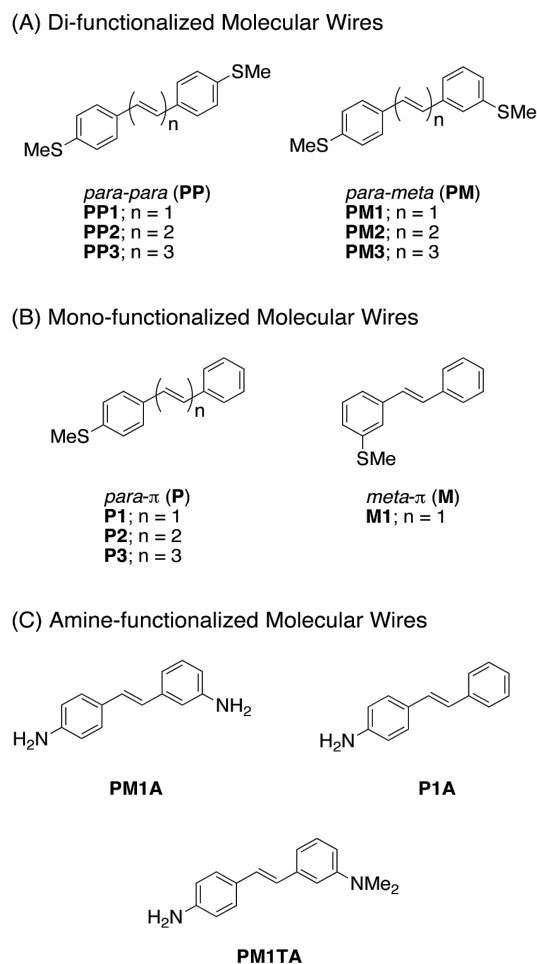 (A) Di-functionalized Molecular Wires
SMe
n
MeS
n
SMe
MeS
para-para (PP)
PP1; n = 1
PP2; n = 2
PP3; n = 3
para-meta (PM)
PM1; n = 1
PM2; n = 2
PM3; n = 3
(B) Mono-functionalized Molecular Wires
n
MeS
SMe
para-π (P)
P1; n = 1
P2; n = 2
P3; n = 3
meta-π (M)
M1; n = 1
(C) Amine-functionalized Molecular Wires
NH2
H2N
PM1A
H2N
P1A
NMe2
H2N
PM1TA